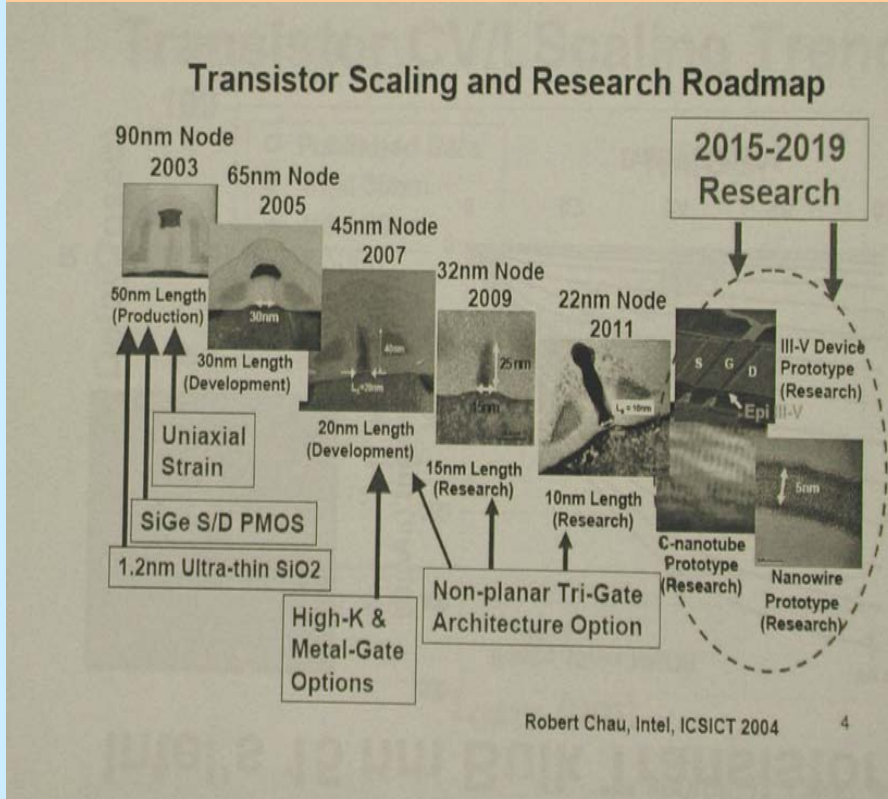 Transistor Scaling and Research Roadmap
90nm Node
2003
65nm Node
2005
45nm Node
2007
32nm Node
2009
22nm Node
2011
2015-2019
Research
50nm Length
(Production)
30nm
30nm Length
(Development)
20nm Length
(Development)
25nm
15nm
15nm Length
(Research)
10nm Length
(Research)
S G D
III-V Device
Prototype
(Research)
Epi III-V
5nm
C-nanotube
Prototype
(Research)
Nanowire
Prototype
(Research)
Uniaxial
Strain
SiGe S/D PMOS
1.2nm Ultra-thin SiO2
High-K &
Metal-Gate
Options
Non-planar Tri-Gate
Architecture Option
Robert Chau, Intel, ICSICT 2004
4